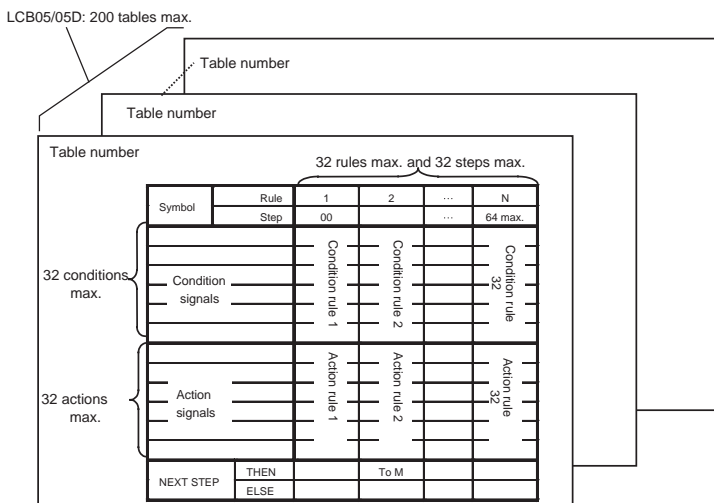 LCB05/05D: 200 tables max.
Table number
Table number
Table number
32 rules max. and 32 steps max.
Symbol Rule 1 2 ... N
Step 00 ... 64 max.
32 conditions max.
Condition signals
Condition rule 1
Condition rule 2
Condition rule 32
32 actions max.
Action signals
Action rule 1
Action rule 2
Action rule 32
NEXT STEP THEN To M
ELSE